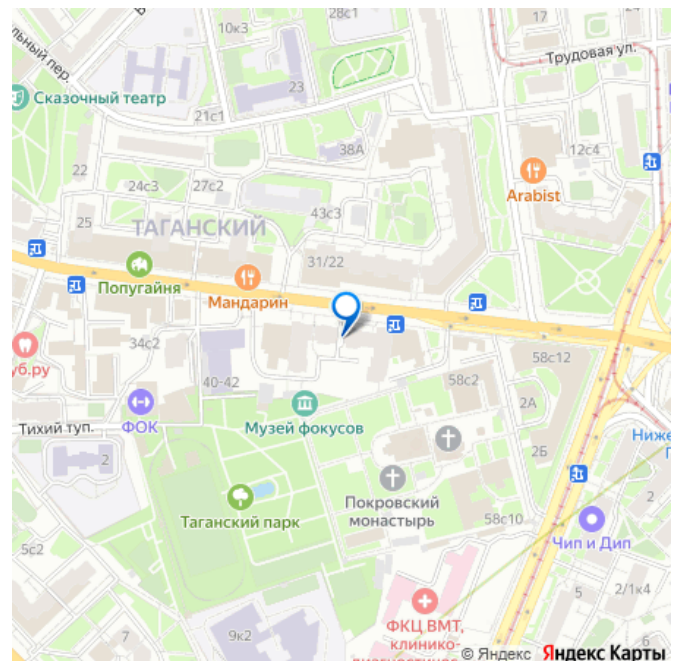 28с1
17
10к3
льный пер.
Трудовая ул.
23
Сказочный театр
21с1
38А
12с4
22
Arabist
24с3
27с2
43с3
25
ТАГАНСКИЙ
31/22
Попугайня
Мандарин
34с2
58с12
уб.ру
40-42
58с2
2А
ФОК
Музей фокусов
Тихий туп.
2Б
Ниже
2
Покровский
монастырь
2
Таганский парк
58с10
Чип и Дип
5с2
2/1к4
ФКЦ ВМТ,
клинико-
7
9к2
6
© Яндекс Яндекс Карты